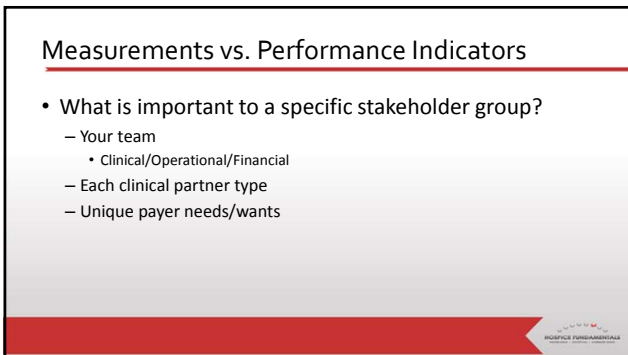 Measurements vs. Performance Indicators
• What is important to a specific stakeholder group?
– Your team
• Clinical/Operational/Financial
– Each clinical partner type
– Unique payer needs/wants
HOSPICE FUNDAMENTALS